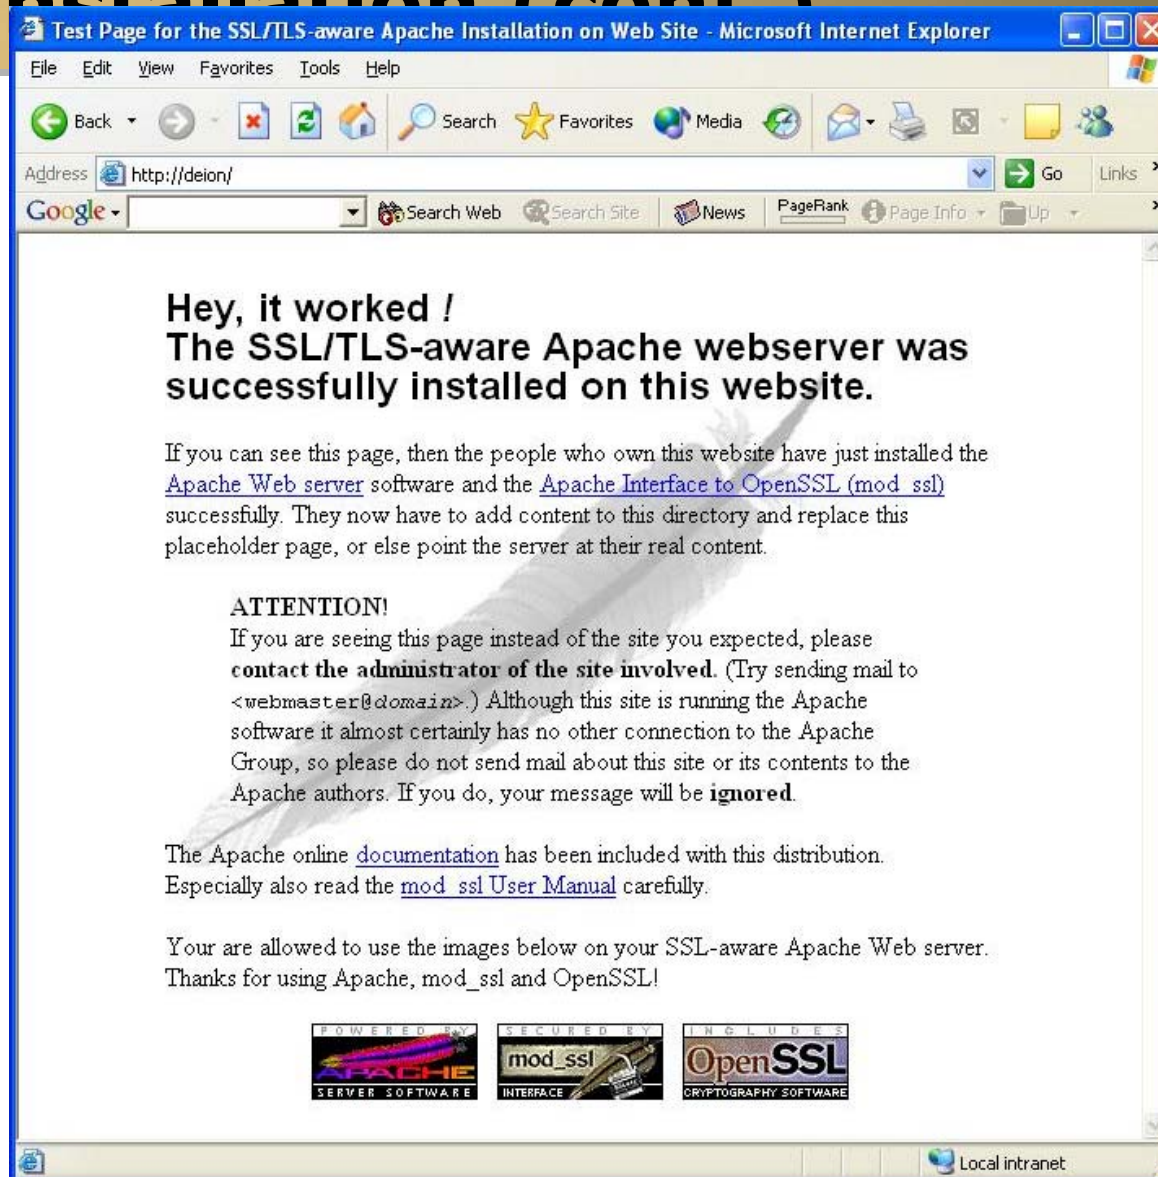 Installation (cont.)
Test Page for the SSL/TLS-aware Apache Installation on Web Site - Microsoft Internet Explorer
File Edit View Favorites Tools Help
Back Search Favorites Media
Address http://deion/ Go Links
Google Search Web Search Site News PageRank Page Info Up
Hey, it worked !
The SSL/TLS-aware Apache webserver was
successfully installed on this website.
If you can see this page, then the people who own this website have just installed the
Apache Web server software and the Apache Interface to OpenSSL (mod_ssl)
successfully. They now have to add content to this directory and replace this
placeholder page, or else point the server at their real content.
ATTENTION!
If you are seeing this page instead of the site you expected, please
contact the administrator of the site involved. (Try sending mail to
<webmaster@domain>.) Although this site is running the Apache
software it almost certainly has no other connection to the Apache
Group, so please do not send mail about this site or its contents to the
Apache authors. If you do, your message will be ignored.
The Apache online documentation has been included with this distribution.
Especially also read the mod_ssl User Manual carefully.
Your are allowed to use the images below on your SSL-aware Apache Web server.
Thanks for using Apache, mod_ssl and OpenSSL!
POWERED BY
APACHE
SERVER SOFTWARE
SECURED BY
mod_ssl
INTERFACE
INCLUDES
OpenSSL
CRYPTOGRAPHY SOFTWARE
Local intranet